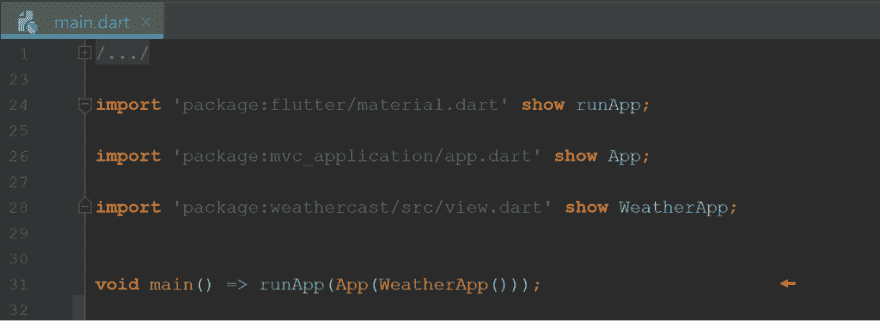 main.dart ×
1 /.../
23
24 import 'package:flutter/material.dart' show runApp;
25
26 import 'package:mvc_application/app.dart' show App;
27
28 import 'package:weathercast/src/view.dart' show WeatherApp;
29
30
31 void main() => runApp(App(WeatherApp()));
32